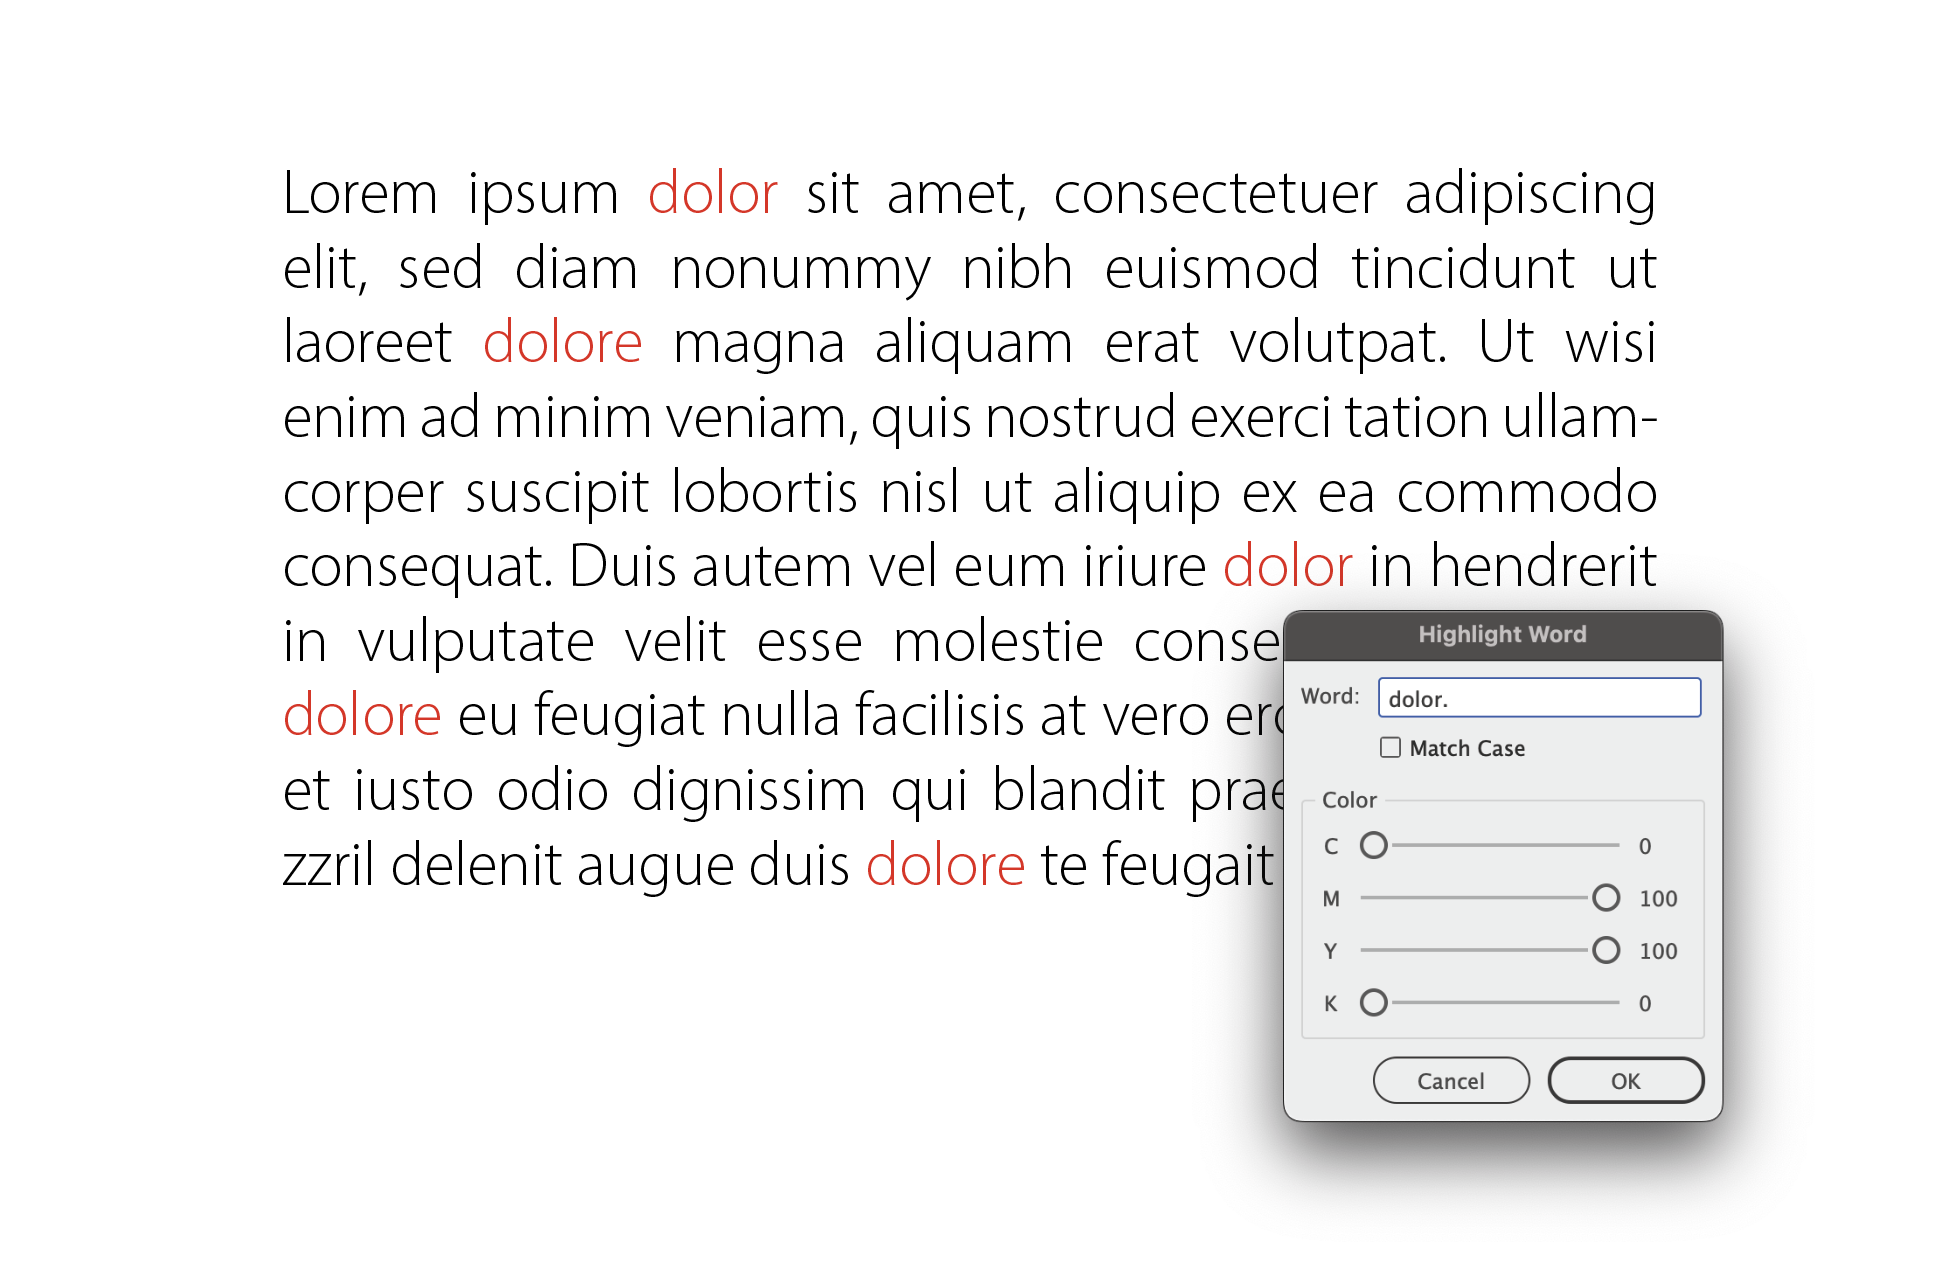 Lorem ipsum dolor sit amet, consectetuer adipiscing
elit, sed diam nonummy nibh euismod tincidunt ut
laoreet dolore magna aliquam erat volutpat. Ut wisi
enim ad minim veniam, quis nostrud exerci tation ullam-
corper suscipit lobortis nisl ut aliquip ex ea commodo
consequat. Duis autem vel eum iriure dolor in hendrerit
in vulputate velit esse molestie
dolore eu feugiat nulla facilisis at vero
et iusto odio dignissim qui blandit
zzril delenit augue duis dolore te feugait
Highlight Word
Word: dolor.
Match Case
Color
C 0
M 100
Y 100
K 0
Cancel OK